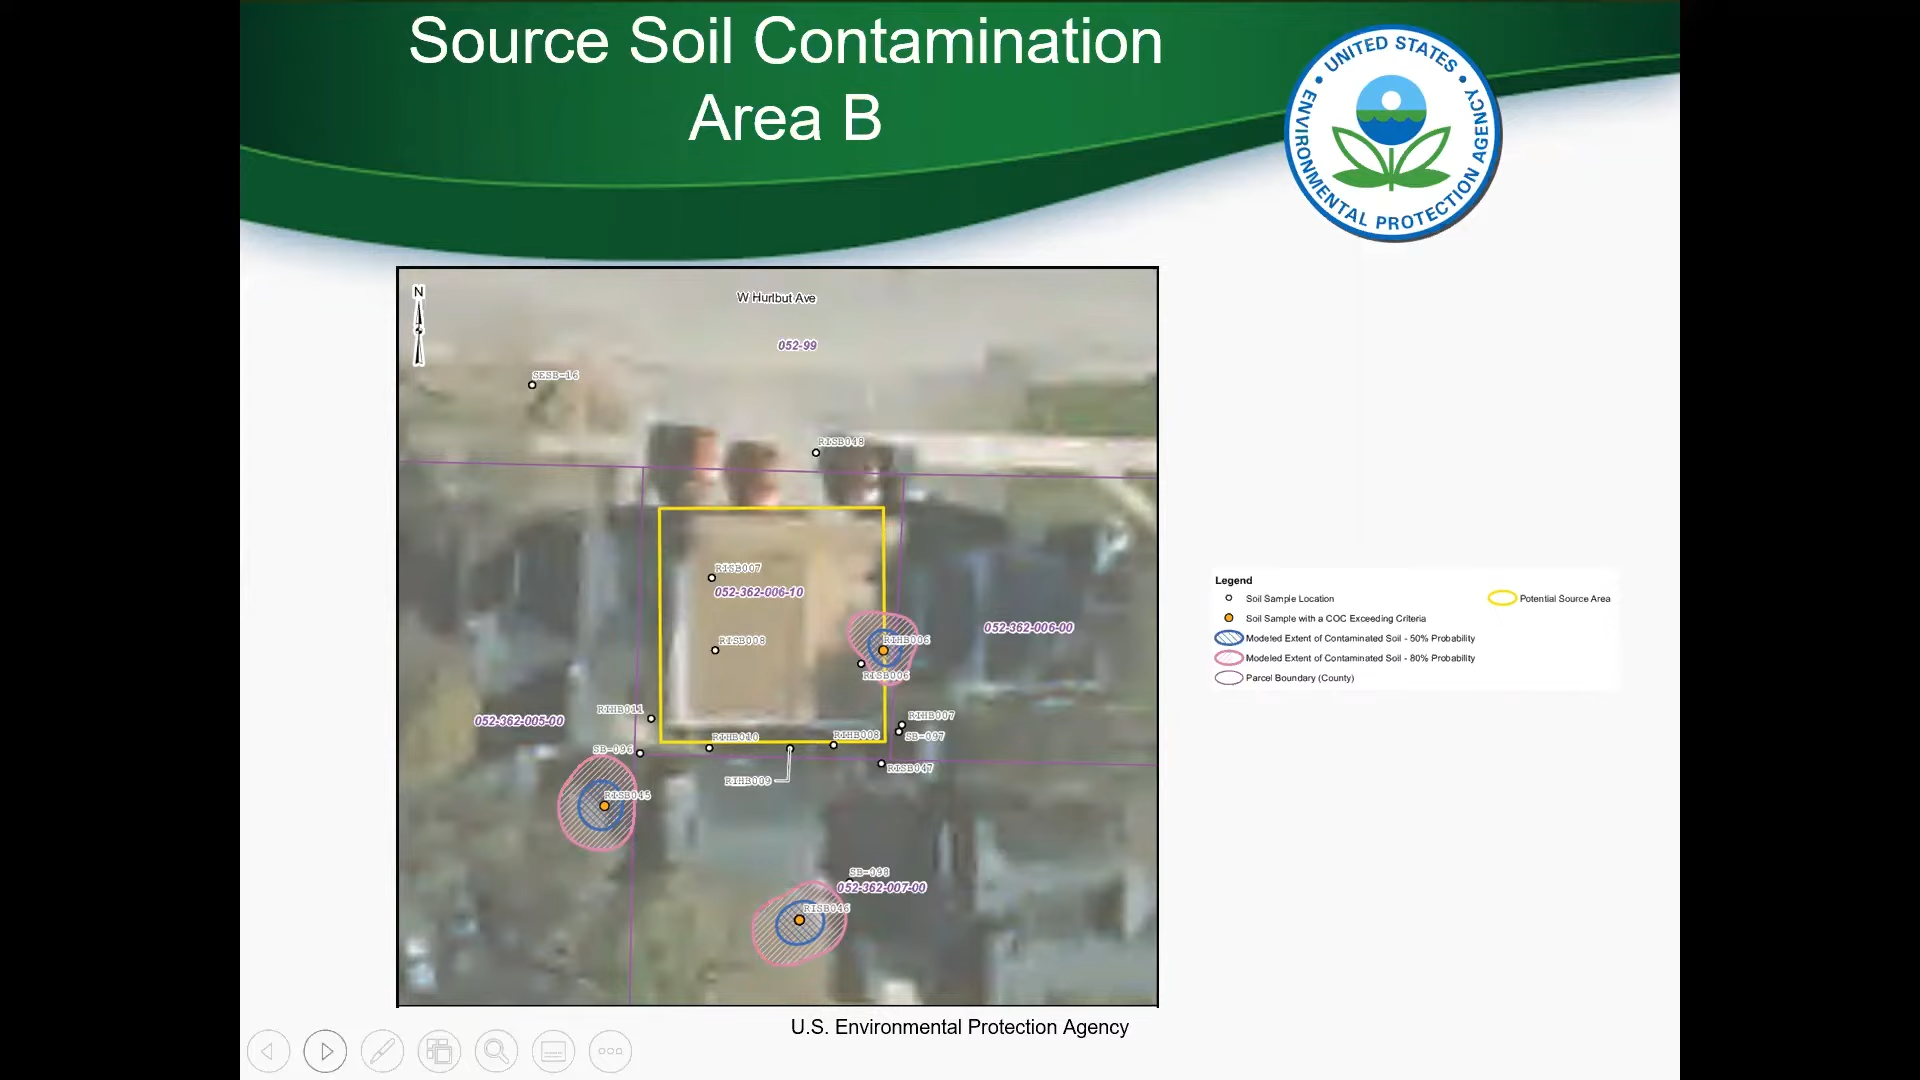 Source Soil Contamination
Area B
UNITED STATES
ENVIRONMENTAL PROTECTION AGENCY
N
W Hurlbut Ave
052-99
SESB-16
RISB048
RISB007
052-362-006-10
RISB008
RIHB006
052-362-006-00
RISB006
RIHB011
052-362-005-00
RIHB007
SB-097
RIHB010
RIHB008
SB-096
RISB047
RIHB009
RISB045
SB-098
052-362-007-00
RISB046
Legend
Soil Sample Location
Potential Source Area
Soil Sample with a COC Exceeding Criteria
Modeled Extent of Contaminated Soil - 50% Probability
Modeled Extent of Contaminated Soil - 80% Probability
Parcel Boundary (County)
U.S. Environmental Protection Agency